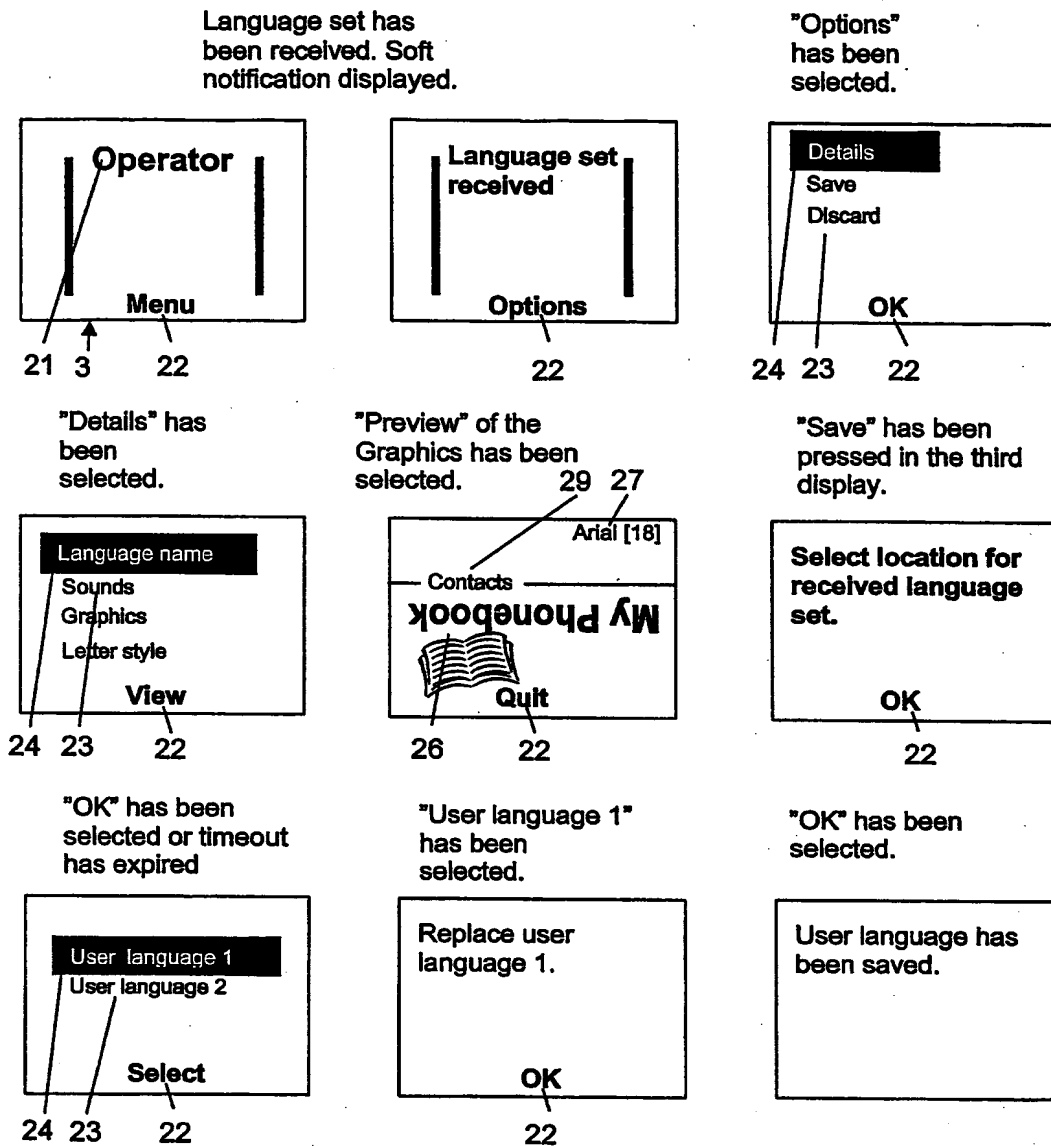 Language set has
been received. Soft
notification displayed.
"Options"
has been
selected.
Operator
Menu
21 3 22
Language set
received
Options
22
Details
Save
Discard
OK
24 23 22
"Details" has
been
selected.
"Preview" of the
Graphics has been
selected.
29 27
"Save" has been
pressed in the third
display.
Language name
Sounds
Graphics
Letter style
View
24 23 22
Arial [18]
Contacts
My Phonebook
Quit
26 22
Select location for
received language
set.
OK
22
"OK" has been
selected or timeout
has expired
"User language 1"
has been
selected.
"OK" has been
selected.
User language 1
User language 2
Select
24 23 22
Replace user
language 1.
OK
22
User language has
been saved.